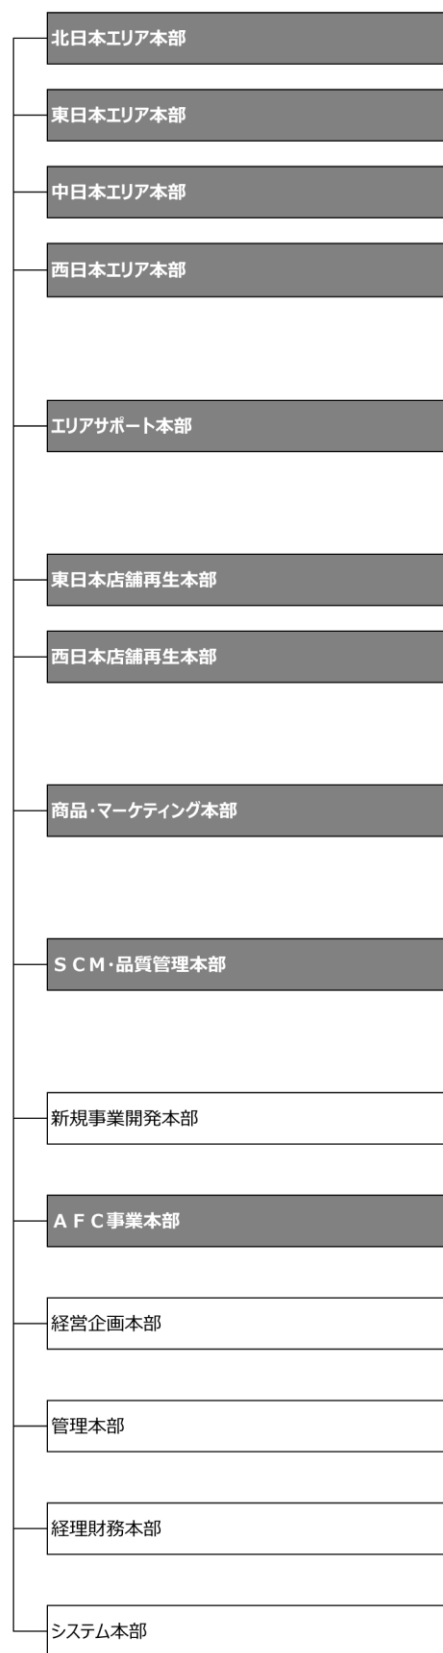 北日本エリア本部
東日本エリア本部
中日本エリア本部
西日本エリア本部
エリアサポート本部
東日本店舗再生本部
西日本店舗再生本部
商品・マーケティング本部
ＳＣＭ・品質管理本部
新規事業開発本部
ＡＦＣ事業本部
経営企画本部
管理本部
経理財務本部
システム本部